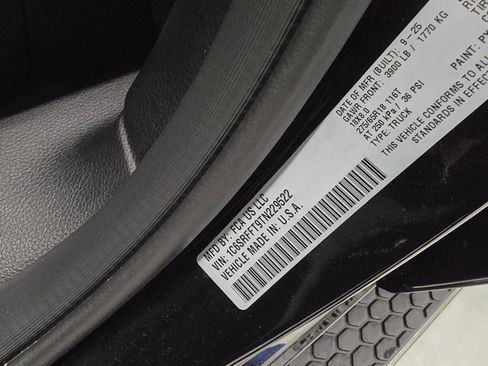 MFD BY: FCA US LLC
VIN: 1C6SRFFT9TN229522
VEHICLE MADE IN: U.S.A.
DATE OF MFR (BUILT): 9-25
GAWR FRONT: 3900 LB / 1770 KG
18X8.0
275/65R18 116T
AT 250 kPa / 36 PSI
TYPE: TRUCK
THIS VEHICLE CONFORMS TO ALL
STANDARDS IN EFFECT
PAINT: PX